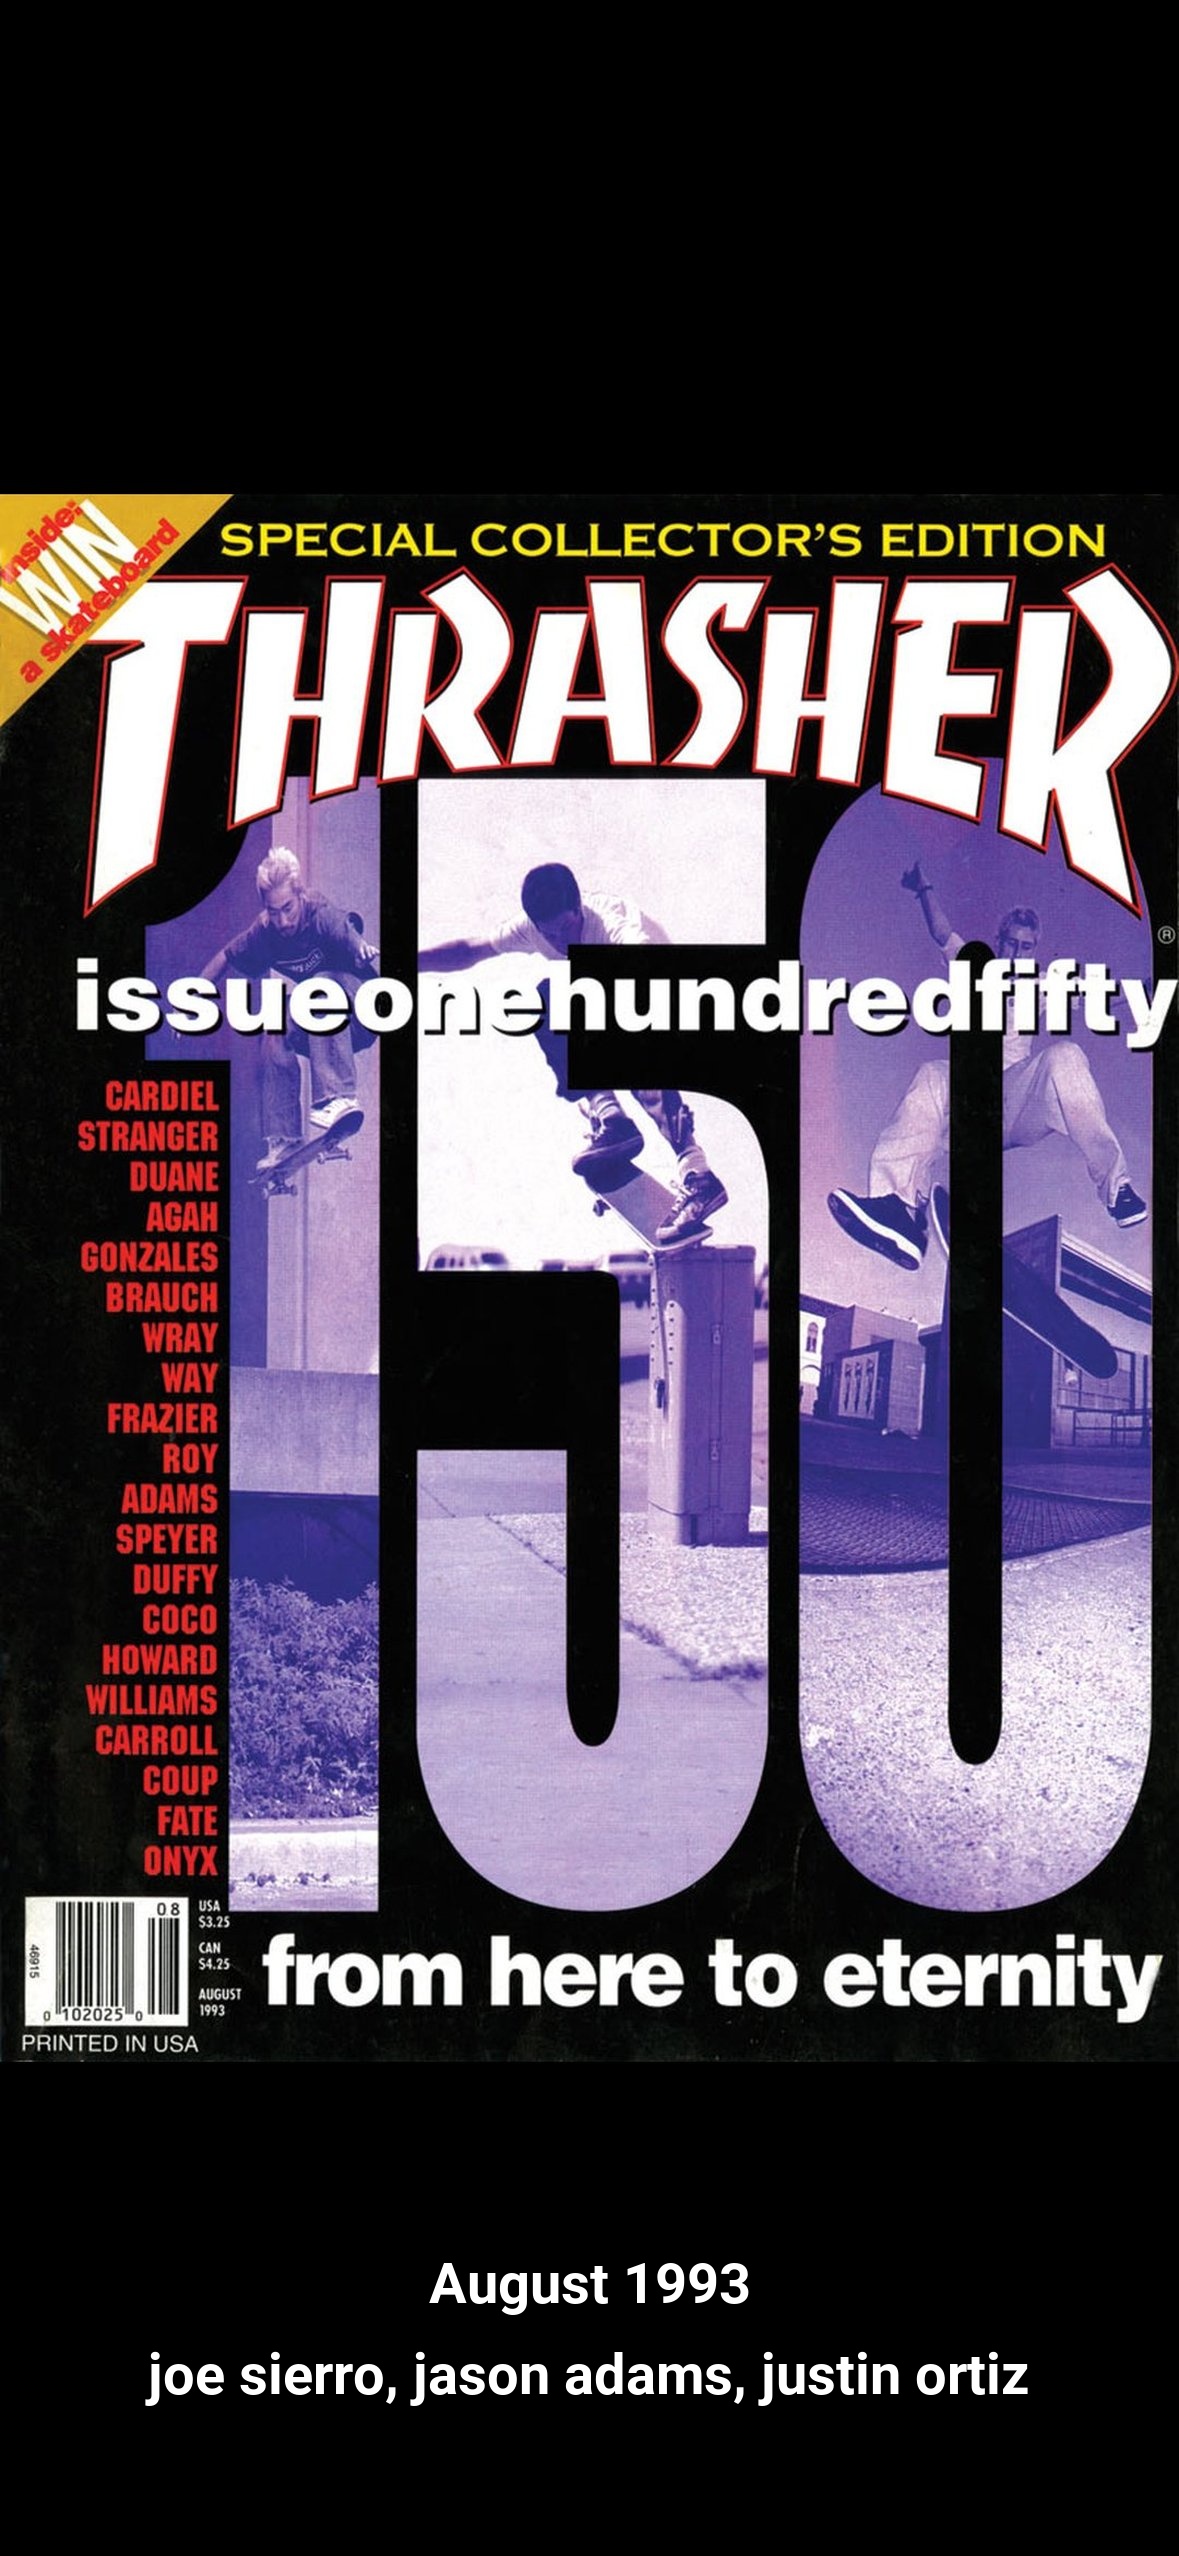 inside:
WIN
a skateboard
SPECIAL COLLECTOR'S EDITION
THRASHER
®
issueonehundredfifty
CARDIEL
STRANGER
DUANE
AGAH
GONZALES
BRAUCH
WRAY
WAY
FRAZIER
ROY
ADAMS
SPEYER
DUFFY
COCO
HOWARD
WILLIAMS
CARROLL
COUP
FATE
ONYX
150
08
46915
0 102025 0
USA
$3.25
CAN
$4.25
AUGUST
1993
from here to eternity
PRINTED IN USA
August 1993
joe sierro, jason adams, justin ortiz